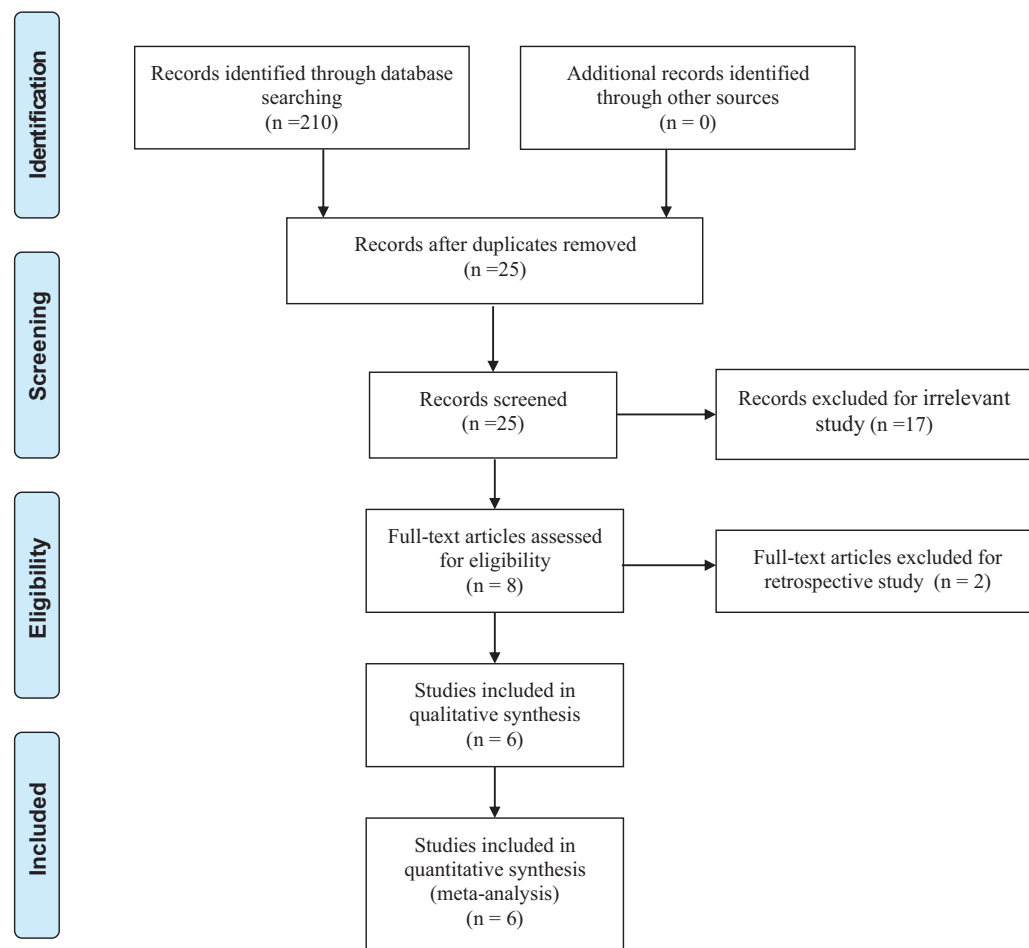 Identification
Records identified through database
searching
(n =210)
Additional records identified
through other sources
(n = 0)
Records after duplicates removed
(n =25)
Screening
Records screened
(n =25)
Records excluded for irrelevant
study (n =17)
Eligibility
Full-text articles assessed
for eligibility
(n = 8)
Full-text articles excluded for
retrospective study (n = 2)
Studies included in
qualitative synthesis
(n = 6)
Included
Studies included in
quantitative synthesis
(meta-analysis)
(n = 6)